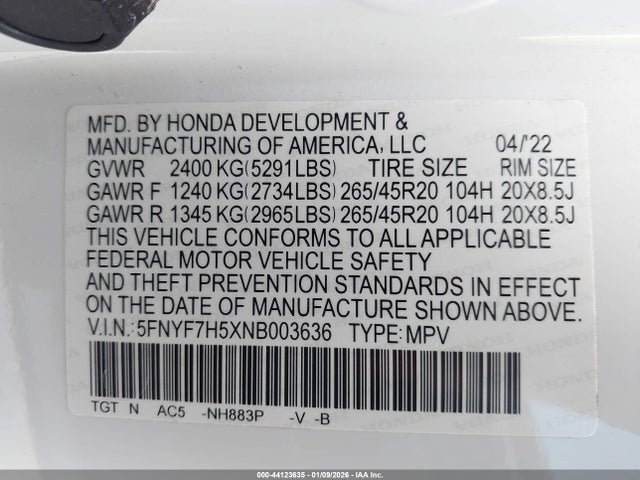 MFD. BY HONDA DEVELOPMENT &
MANUFACTURING OF AMERICA, LLC 04/'22
GVWR 2400 KG(5291LBS) TIRE SIZE RIM SIZE
GAWR F 1240 KG(2734LBS) 265/45R20 104H 20X8.5J
GAWR R 1345 KG(2965LBS) 265/45R20 104H 20X8.5J
THIS VEHICLE CONFORMS TO ALL APPLICABLE
FEDERAL MOTOR VEHICLE SAFETY
AND THEFT PREVENTION STANDARDS IN EFFECT
ON THE DATE OF MANUFACTURE SHOWN ABOVE.
V.I.N.:5FNYF7H5XNB003636 TYPE:MPV
TGT N AC5 -NH883P -V -B
000-44123635 - 01/09/2026 - IAAI.com